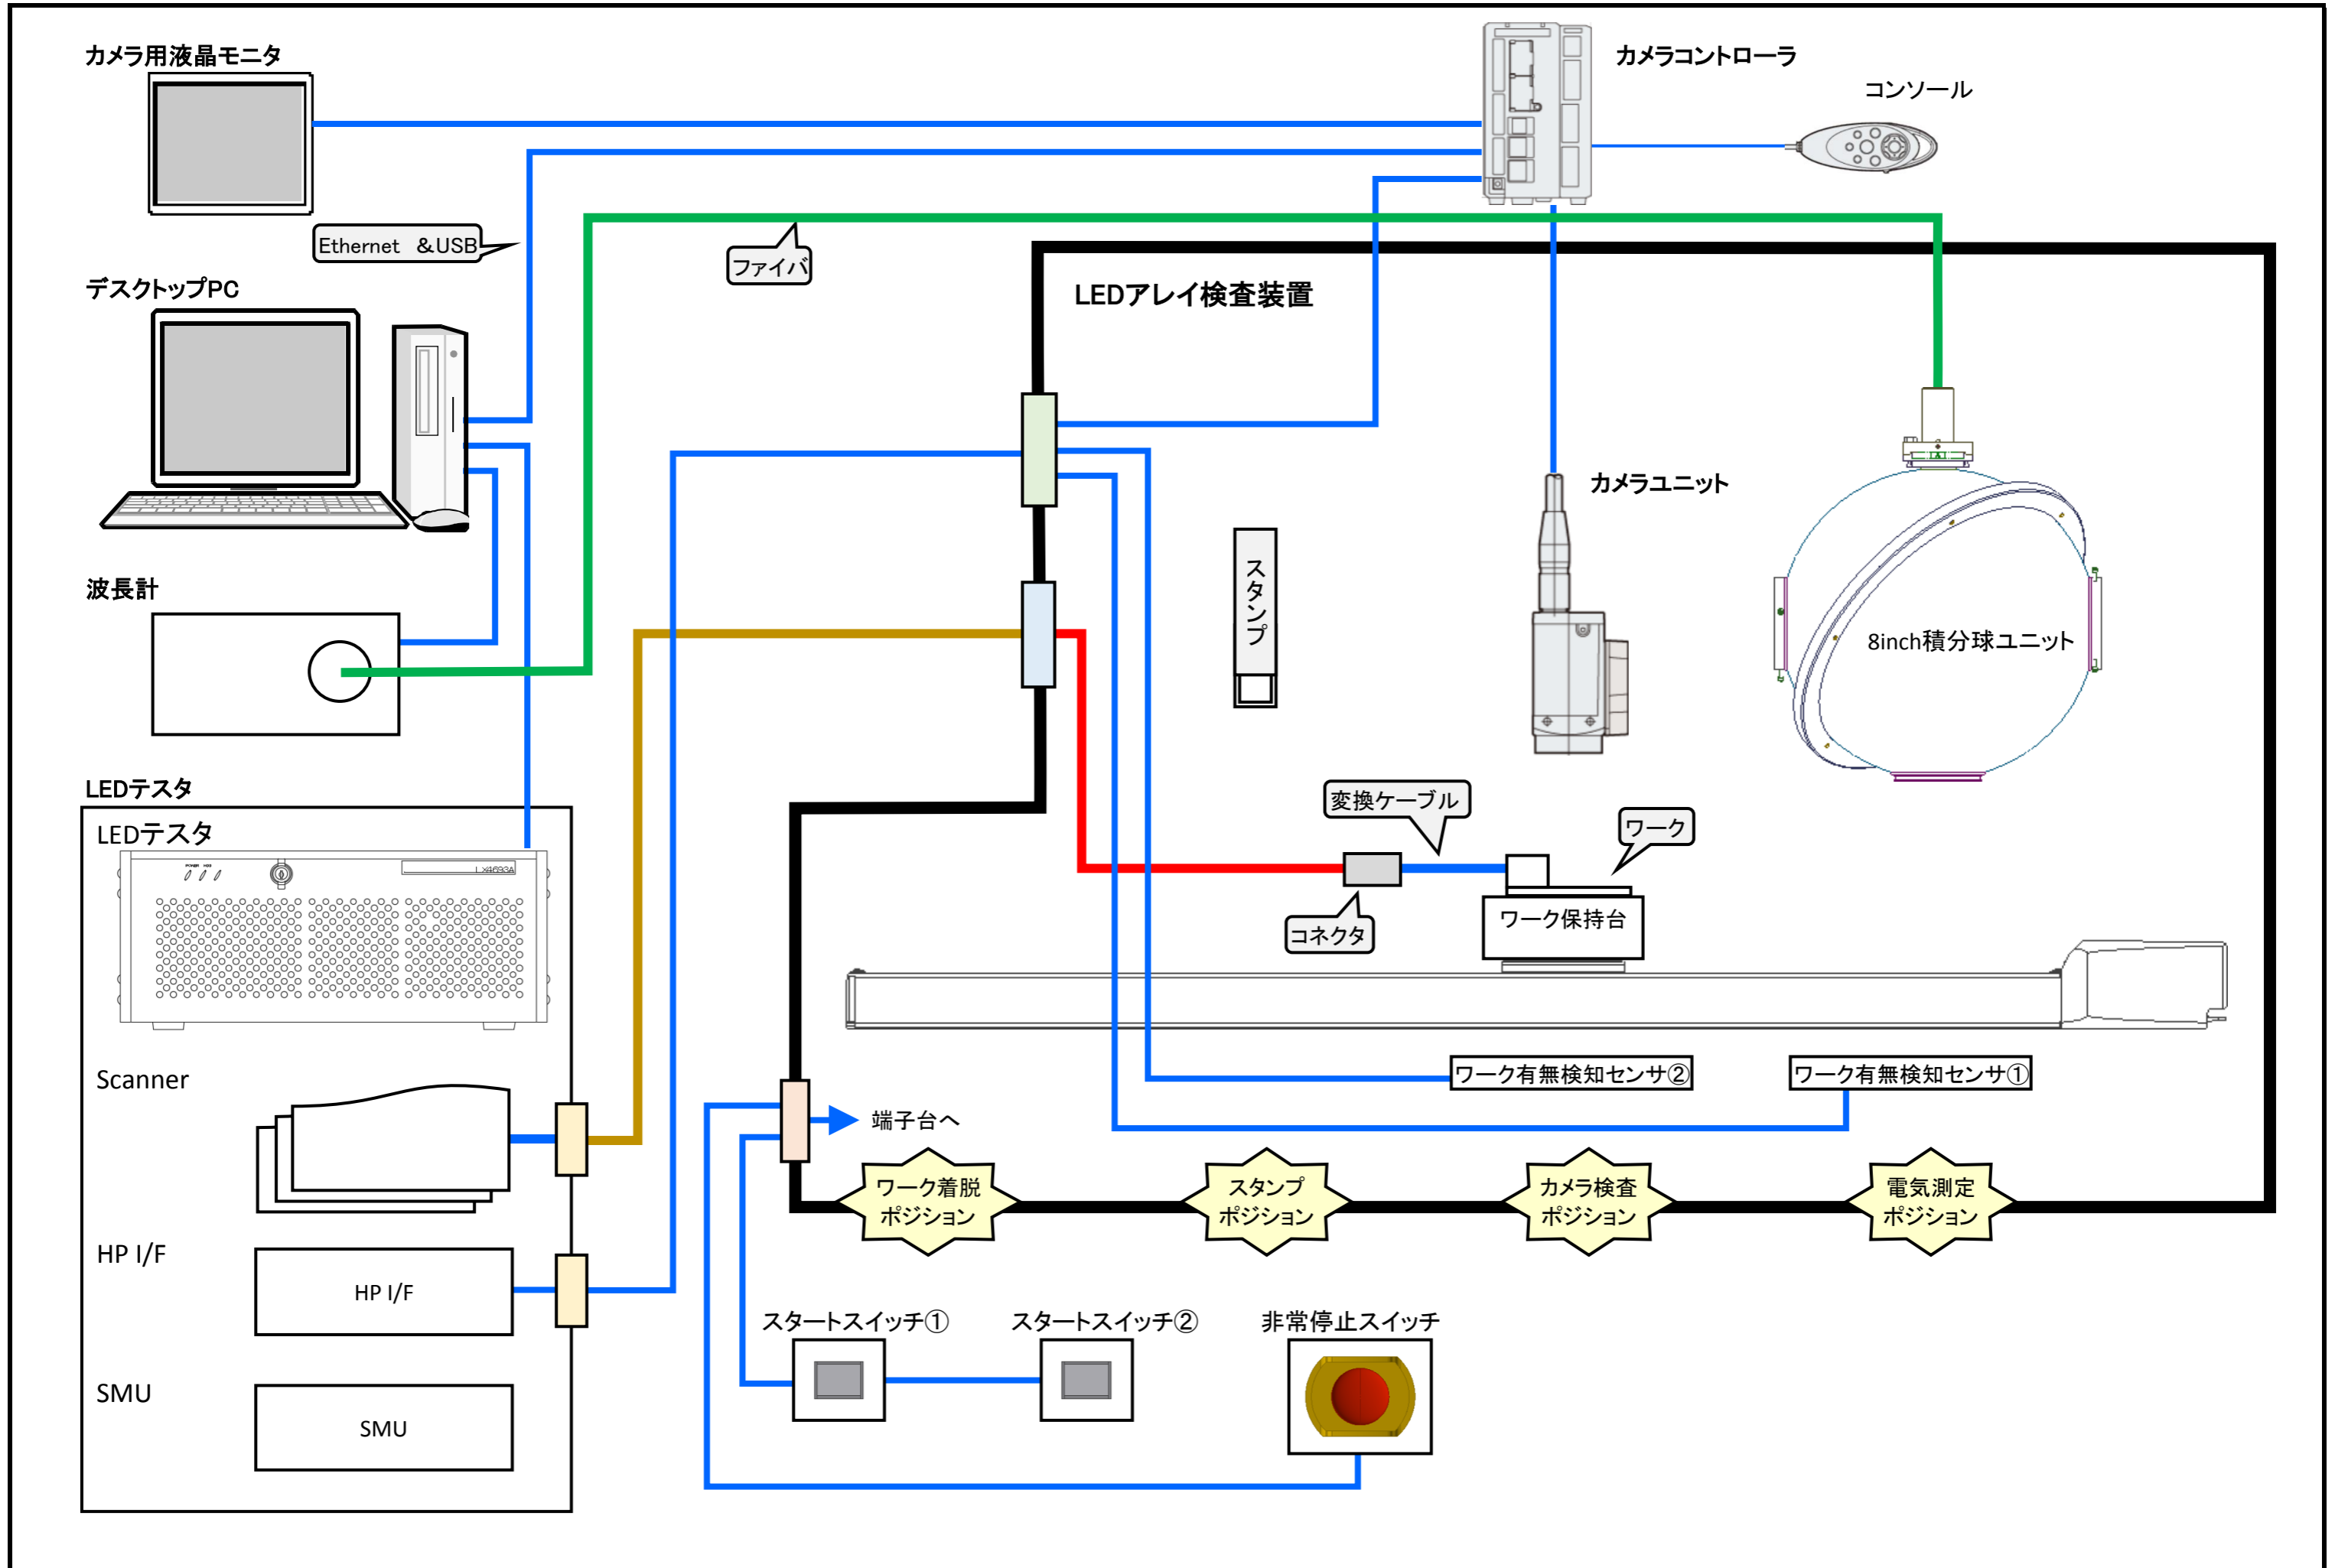 カメラ用液晶モニタ
カメラコントローラ
コンソール
Ethernet &USB
ファイバ
デスクトップPC
LEDアレイ検査装置
カメラユニット
スタンプ
波長計
8inch積分球ユニット
LEDテスタ
変換ケーブル
ワーク
LEDテスタ
POWER HDD
LX4693A
コネクタ
ワーク保持台
Scanner
ワーク有無検知センサ②
ワーク有無検知センサ①
端子台へ
ワーク着脱
ポジション
スタンプ
ポジション
カメラ検査
ポジション
電気測定
ポジション
HP I/F
HP I/F
スタートスイッチ①
スタートスイッチ②
非常停止スイッチ
SMU
SMU